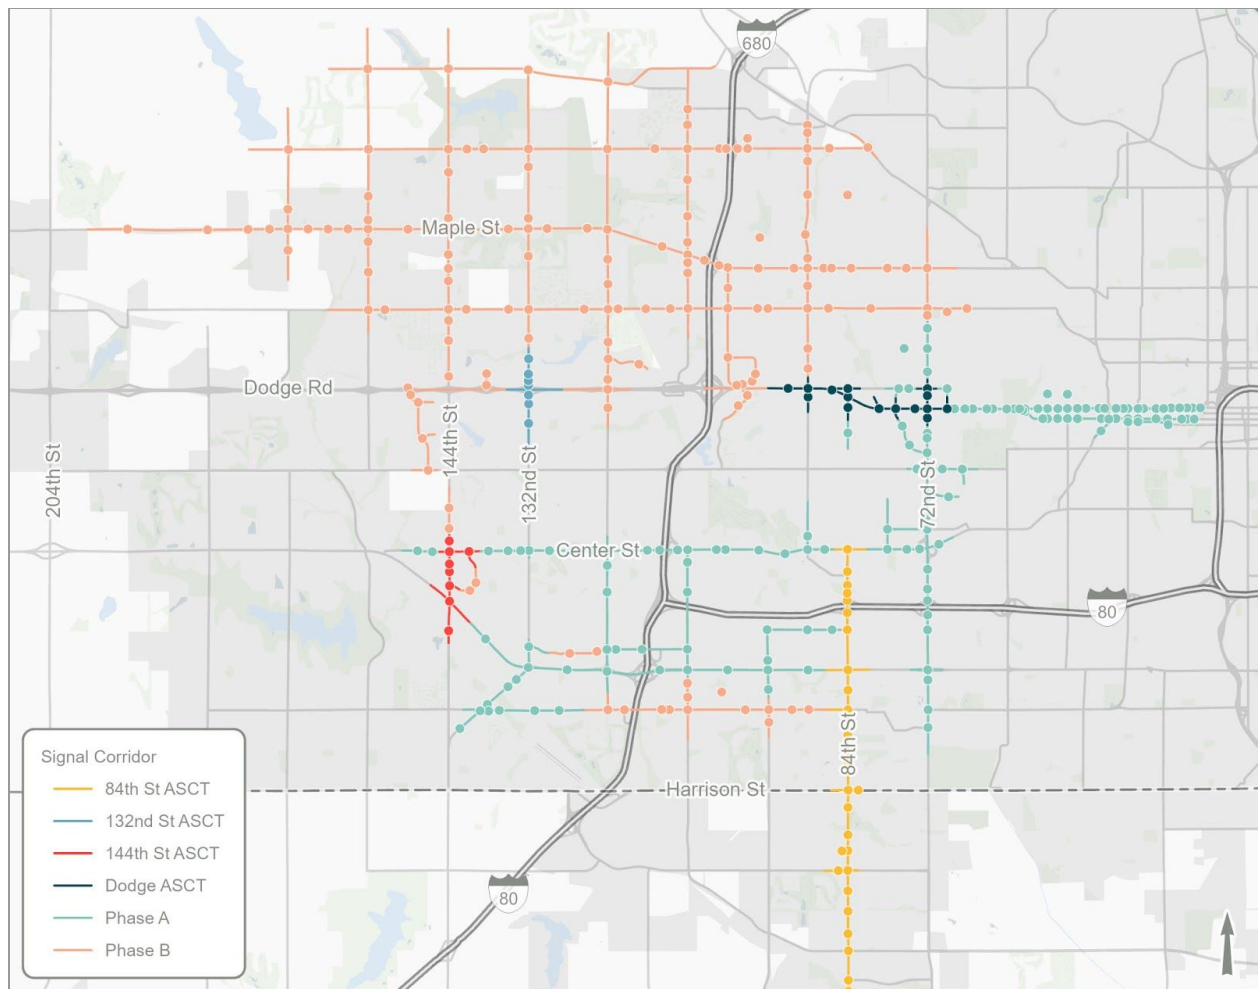 680
Maple St
Dodge Rd
204th St
144th St
132nd St
72nd St
Center St
80
84th St
Harrison St
80
Signal Corridor
84th St ASCT
132nd St ASCT
144th St ASCT
Dodge ASCT
Phase A
Phase B